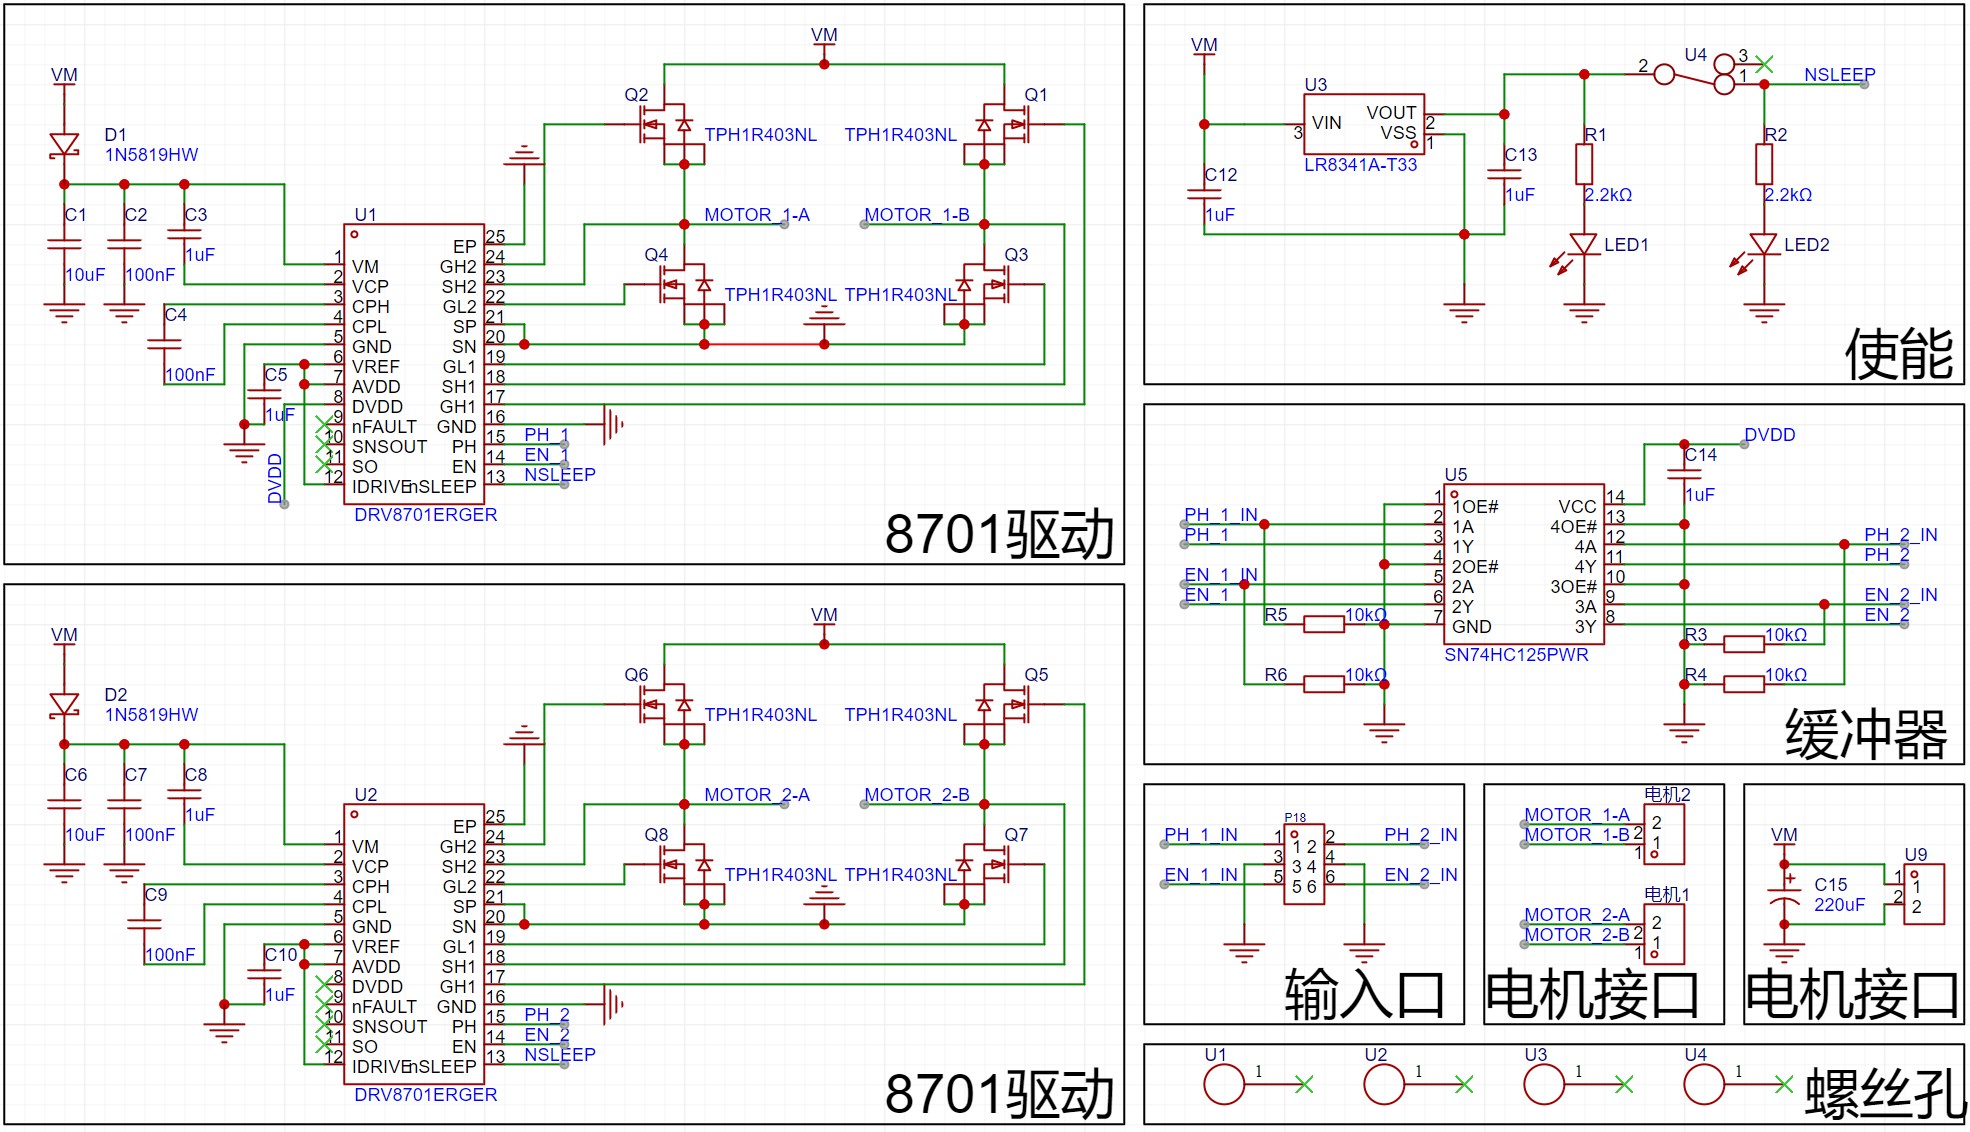 VM
D1
1N5819HW
C1
10uF
C2
100nF
C3
1uF
C4
100nF
C5
1uF
DVDD
U1
1 VM
2 VCP
3 CPH
4 CPL
5 GND
6 VREF
7 AVDD
8 DVDD
9 nFAULT
10 SNSOUT
11 SO
12 IDRIVE
EP 25
GH2 24
SH2 23
GL2 22
SP 21
SN 20
GL1 19
SH1 18
GH1 17
GND 16
PH 15
EN 14
nSLEEP 13
DRV8701ERGER
PH_1
EN_1
NSLEEP
VM
Q2
TPH1R403NL
Q1
TPH1R403NL
MOTOR_1-A
MOTOR_1-B
Q4
TPH1R403NL
Q3
TPH1R403NL
8701驱动
VM
D2
1N5819HW
C6
10uF
C7
100nF
C8
1uF
C9
100nF
C10
1uF
U2
1 VM
2 VCP
3 CPH
4 CPL
5 GND
6 VREF
7 AVDD
8 DVDD
9 nFAULT
10 SNSOUT
11 SO
12 IDRIVE
EP 25
GH2 24
SH2 23
GL2 22
SP 21
SN 20
GL1 19
SH1 18
GH1 17
GND 16
PH 15
EN 14
nSLEEP 13
DRV8701ERGER
PH_2
EN_2
NSLEEP
VM
Q6
TPH1R403NL
Q5
TPH1R403NL
MOTOR_2-A
MOTOR_2-B
Q8
TPH1R403NL
Q7
TPH1R403NL
8701驱动
VM
C12
1uF
U3
3 VIN
VOUT 2
VSS 1
LR8341A-T33
C13
1uF
R1
2.2kΩ
LED1
U4
2
3
1
NSLEEP
R2
2.2kΩ
LED2
使能
PH_1_IN
PH_1
EN_1_IN
EN_1
R5 10kΩ
R6 10kΩ
U5
1 1OE#
2 1A
3 1Y
4 2OE#
5 2A
6 2Y
7 GND
VCC 14
4OE# 13
4A 12
4Y 11
3OE# 10
3A 9
3Y 8
SN74HC125PWR
DVDD
C14
1uF
PH_2_IN
PH_2
EN_2_IN
EN_2
R3 10kΩ
R4 10kΩ
缓冲器
P18
PH_1_IN 1 1 2 2 PH_2_IN
3 3 4 4
EN_1_IN 5 5 6 6 EN_2_IN
输入口
电机2
MOTOR_1-A 2 2
MOTOR_1-B 1 1
电机1
MOTOR_2-A 2 2
MOTOR_2-B 1 1
电机接口
VM
+
C15
220uF
U9
1 1
2 2
电机接口
U1 1
U2 1
U3 1
U4 1
螺丝孔